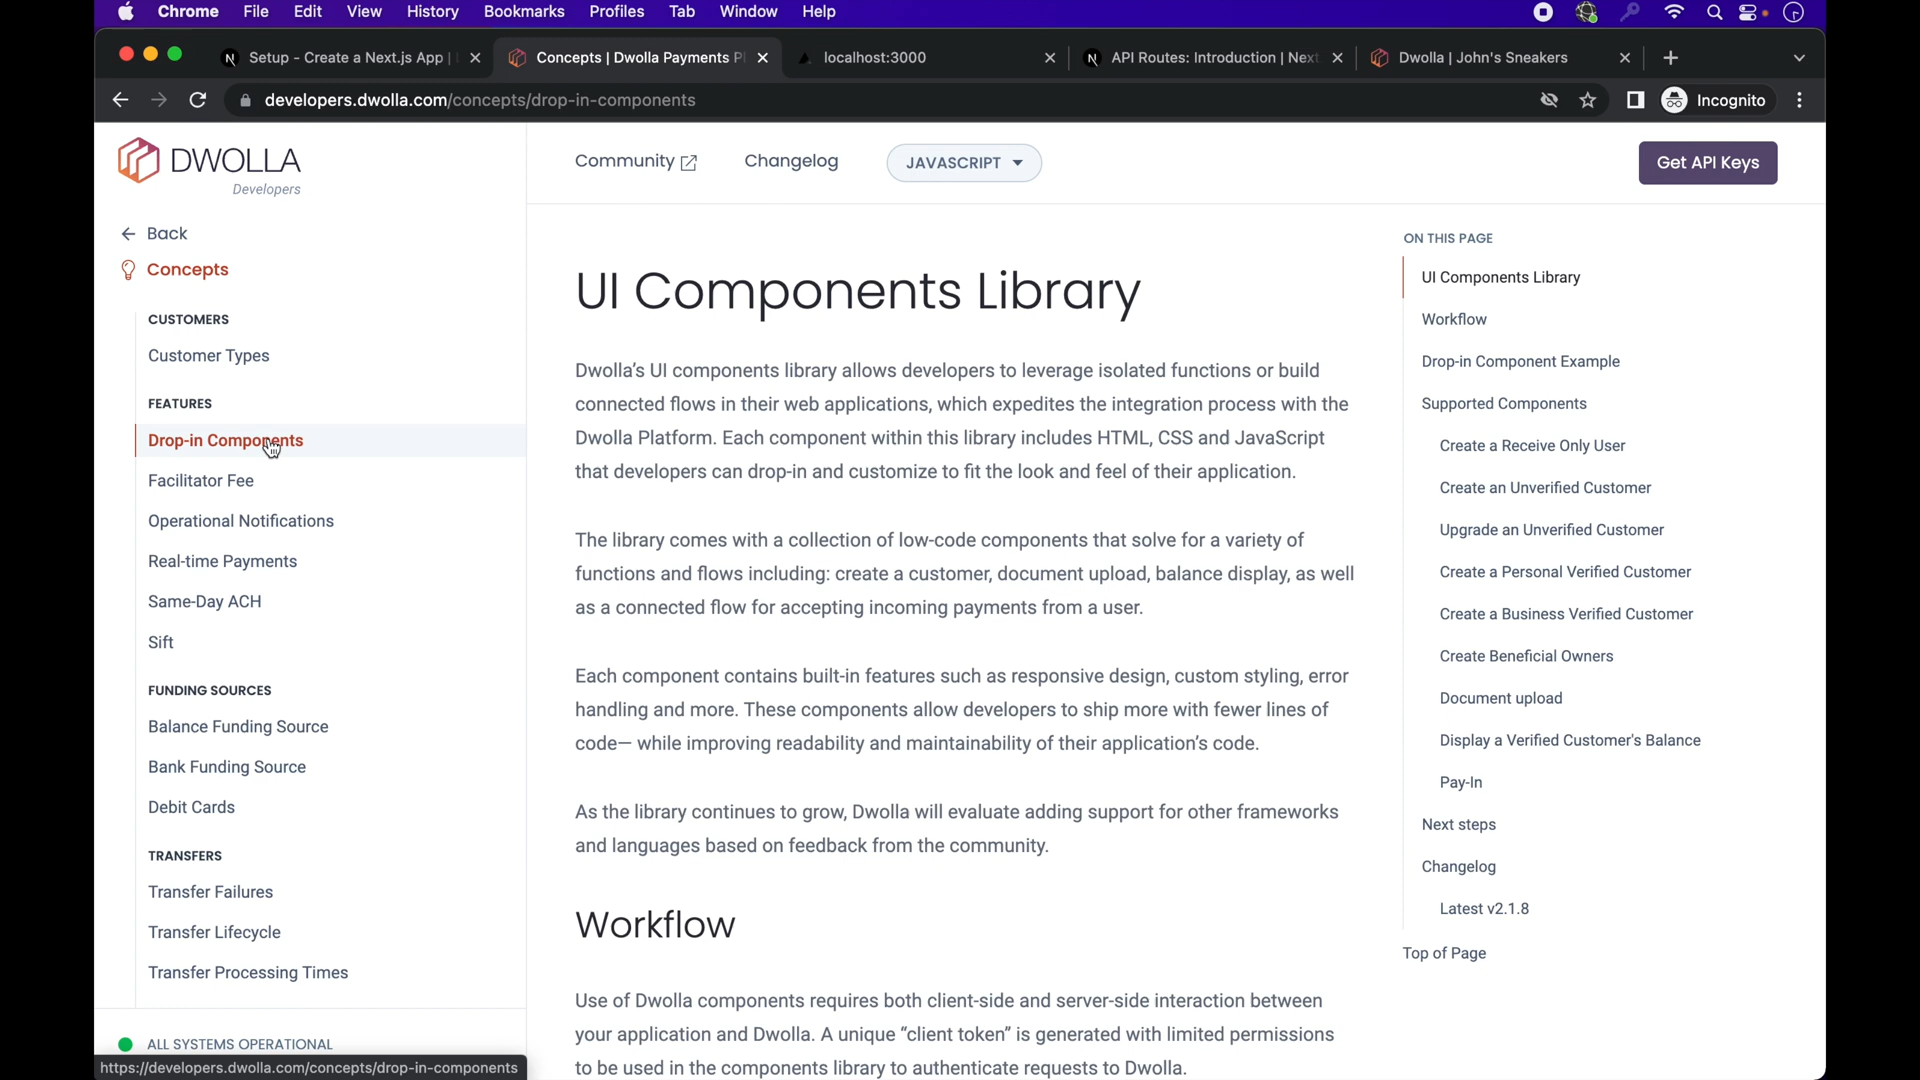 Chrome File Edit View History Bookmarks Profiles Tab Window Help
Setup - Create a Next.js App |
Concepts | Dwolla Payments Pl
localhost:3000
API Routes: Introduction | Next
Dwolla | John's Sneakers
developers.dwolla.com/concepts/drop-in-components
Incognito
DWOLLA
Developers
Community
Changelog
JAVASCRIPT
Get API Keys
Back
Concepts
CUSTOMERS
Customer Types
FEATURES
Drop-in Components
Facilitator Fee
Operational Notifications
Real-time Payments
Same-Day ACH
Sift
FUNDING SOURCES
Balance Funding Source
Bank Funding Source
Debit Cards
TRANSFERS
Transfer Failures
Transfer Lifecycle
Transfer Processing Times
ALL SYSTEMS OPERATIONAL
https://developers.dwolla.com/concepts/drop-in-components
UI Components Library
Dwolla's UI components library allows developers to leverage isolated functions or build
connected flows in their web applications, which expedites the integration process with the
Dwolla Platform. Each component within this library includes HTML, CSS and JavaScript
that developers can drop-in and customize to fit the look and feel of their application.
The library comes with a collection of low-code components that solve for a variety of
functions and flows including: create a customer, document upload, balance display, as well
as a connected flow for accepting incoming payments from a user.
Each component contains built-in features such as responsive design, custom styling, error
handling and more. These components allow developers to ship more with fewer lines of
code— while improving readability and maintainability of their application's code.
As the library continues to grow, Dwolla will evaluate adding support for other frameworks
and languages based on feedback from the community.
Workflow
Use of Dwolla components requires both client-side and server-side interaction between
your application and Dwolla. A unique “client token” is generated with limited permissions
to be used in the components library to authenticate requests to Dwolla.
ON THIS PAGE
UI Components Library
Workflow
Drop-in Component Example
Supported Components
Create a Receive Only User
Create an Unverified Customer
Upgrade an Unverified Customer
Create a Personal Verified Customer
Create a Business Verified Customer
Create Beneficial Owners
Document upload
Display a Verified Customer's Balance
Pay-In
Next steps
Changelog
Latest v2.1.8
Top of Page